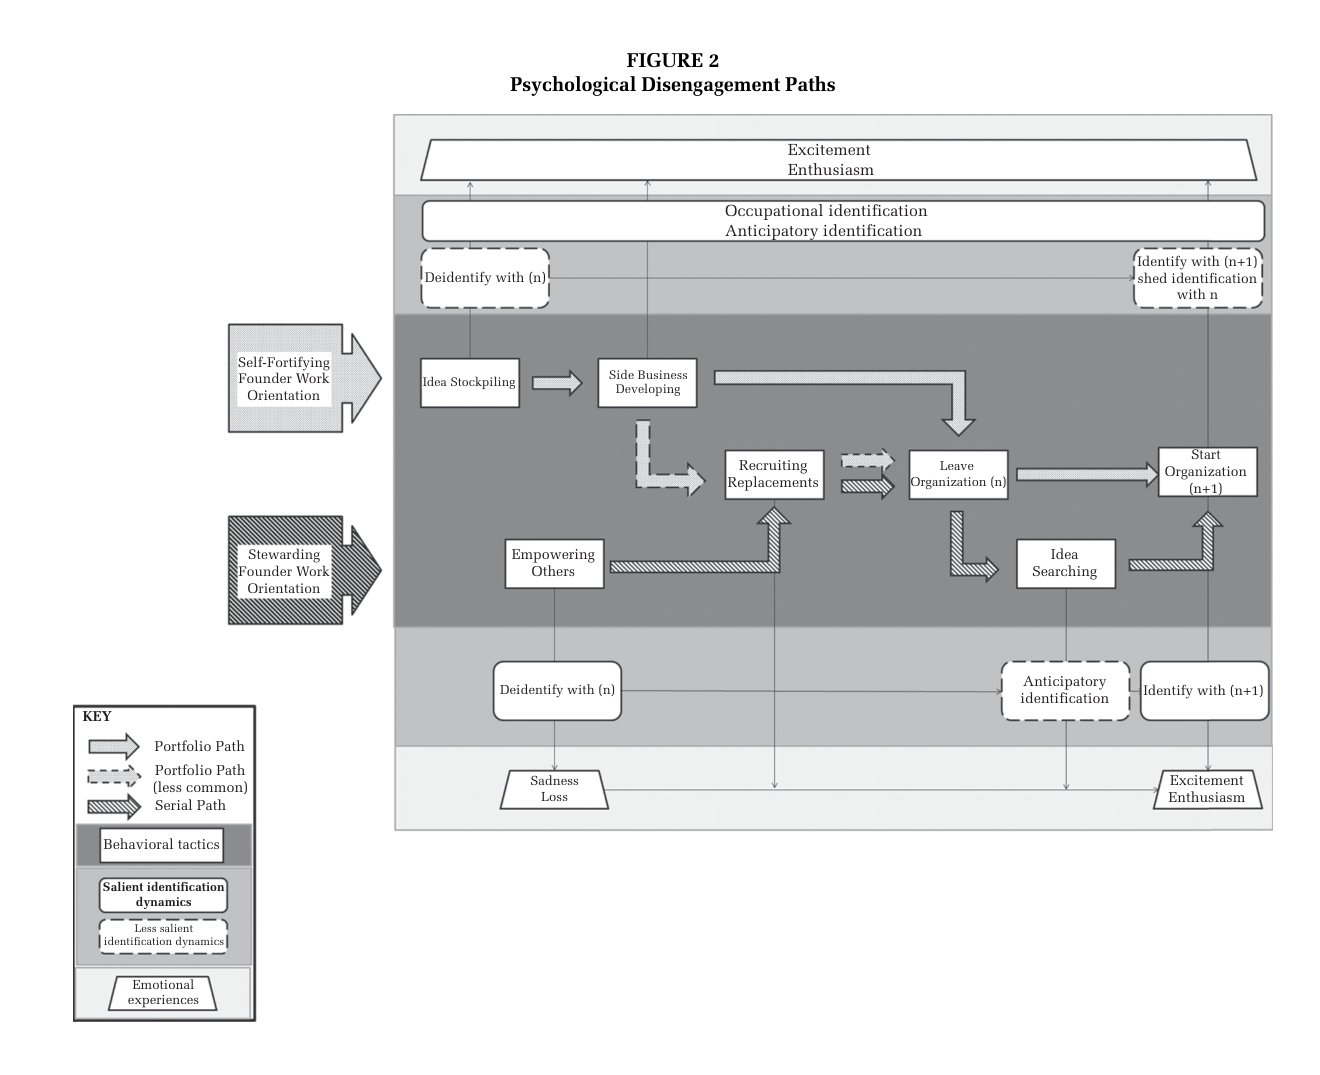 FIGURE 2
Psychological Disengagement Paths
Excitement
Enthusiasm
Occupational identification
Anticipatory identification
Deidentify with (n)
Identify with (n+1)
shed identification
with n
Self-Fortifying
Founder Work
Orientation
Idea Stockpiling
Side Business
Developing
Recruiting
Replacements
Leave
Organization (n)
Start
Organization
(n+1)
Stewarding
Founder Work
Orientation
Empowering
Others
Idea
Searching
Deidentify with (n)
Anticipatory
identification
Identify with (n+1)
Sadness
Loss
Excitement
Enthusiasm
KEY
Portfolio Path
Portfolio Path
(less common)
Serial Path
Behavioral tactics
Salient identification
dynamics
Less salient
identification dynamics
Emotional
experiences